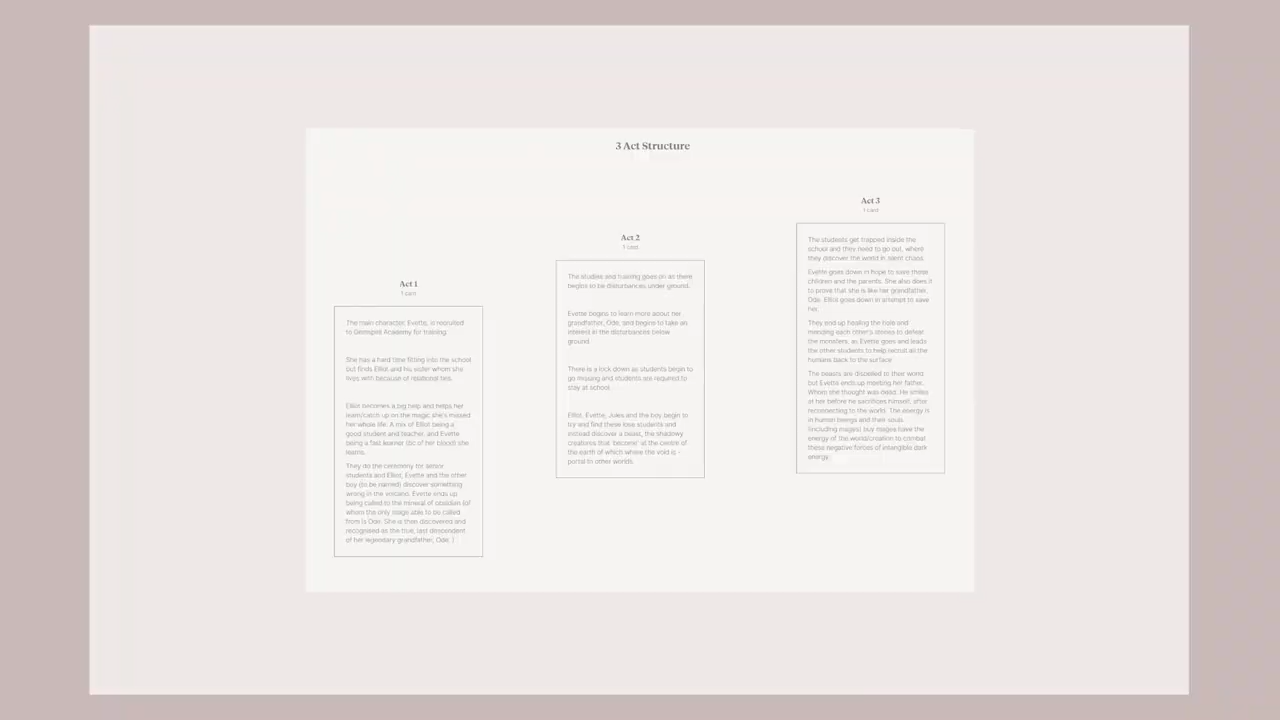 3 Act Structure
Act 1
1 card
The main character, Evette, is recruited
to Gemspirit Academy for training.
She has a hard time fitting into the school
but finds Elliot and his sister whom she
lives with because of relational ties.
Elliot becomes a big help and helps her
learn/catch up on the magic she's missed
her whole life. A mix of Elliot being a
good student and teacher, and Evette
being a fast learner (bc of her blood) she
learns.
They do the ceremony for senior
students and Elliot, Evette and the other
boy (to be named) discover something
wrong in the volcano. Evette ends up
being called to the mineral of obsidian (of
whom the only mage able to be called
from is Ode. She is then discovered and
recognised as the true, last descendent
of her legendary grandfather, Ode. )
Act 2
1 card
The studies and training goes on as there
begins to be disturbances under ground.
Evette begins to learn more about her
grandfather, Ode, and begins to take an
interest in the disturbances below
ground.
There is a lock down as students begin to
go missing and students are required to
stay at school.
Elliot, Evette, Jules and the boy begin to
try and find these lost students and
instead discover a beast, the shadowy
creatures that 'become' at the centre of
the earth of which where the void is -
portal to other worlds.
Act 3
1 card
The students get trapped inside the
school and they need to go out, where
they discover the world in silent chaos.
Evette goes down in hope to save those
children and the parents. She also does it
to prove that she is like her grandfather,
Ode. Elliot goes down in attempt to save
her.
They end up healing the hole and
mending each other's stories to defeat
the monsters, as Evette goes and leads
the other students to help recruit all the
humans back to the surface
The beasts are dispelled to their world
but Evette ends up meeting her father.
Whom she thought was dead. He smiles
at her before he sacrifices himself, after
reconnecting to the world. The energy is
in human beings and their souls
(including mages) buy mages have the
energy of the world/creation to combat
these negative forces of intangible dark
energy.